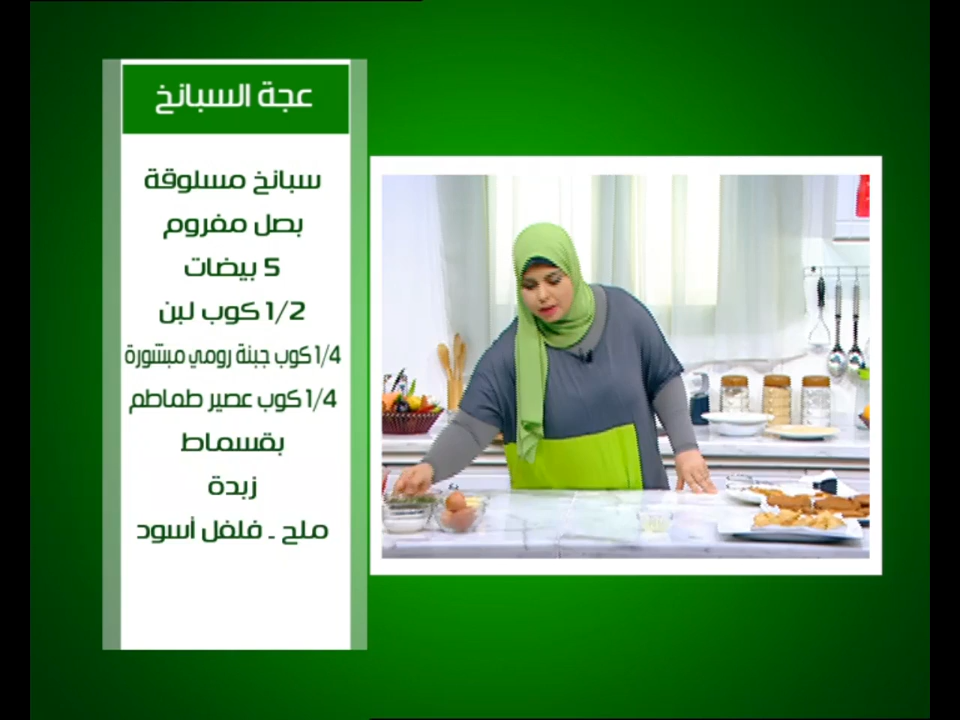 عجة السبانخ
سبانخ مسلوقة
بصل مفروم
5 بيضات
1/2 كوب لبن
1/4 كوب جبنة رومي مبشورة
1/4 كوب عصير طماطم
بقسماط
زبدة
ملح - فلفل أسود